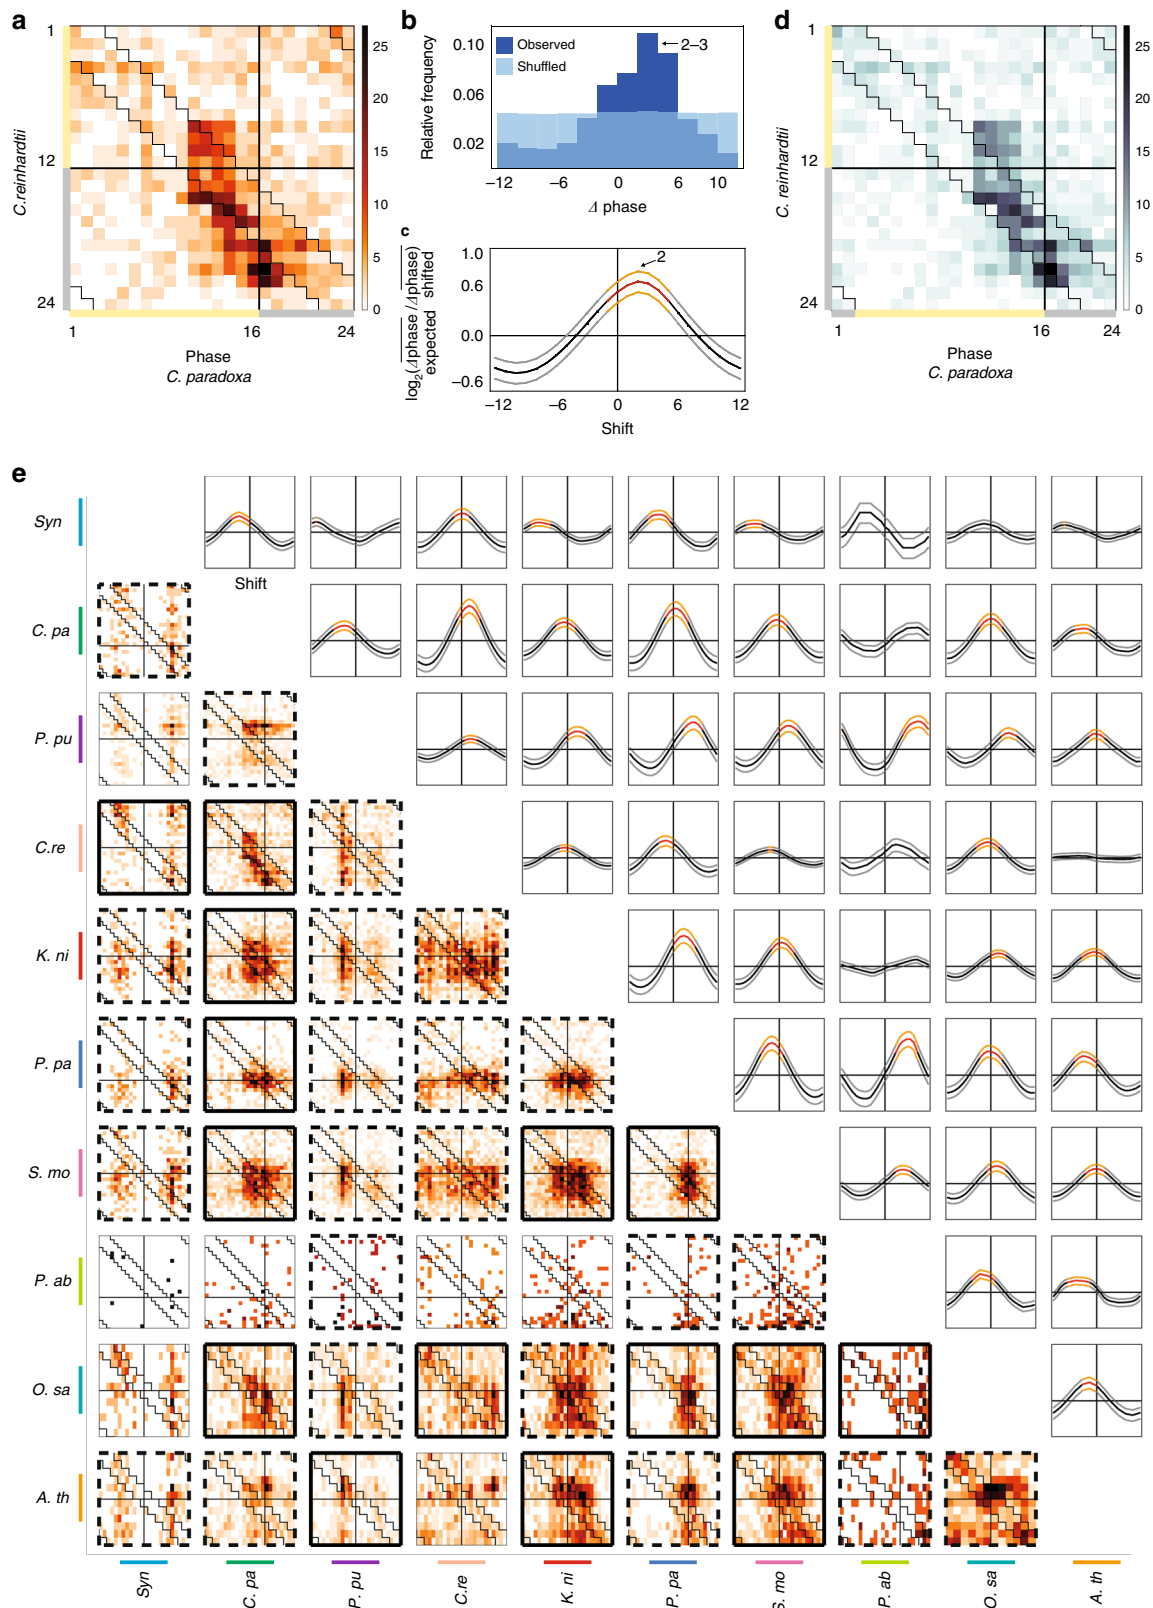 a
1
12
24
C.reinhardtii
1
16
24
Phase
C. paradoxa
25
20
15
10
5
0
b
0.10
0.06
0.02
Relative frequency
Observed
Shuffled
2–3
–12
–6
0
6
10
Δ phase
c
1.0
0.6
0.0
–0.6
log2(Δphase/Δphase)
expected shifted
2
–12
–6
0
6
12
Shift
d
1
12
24
C. reinhardtii
1
16
24
Phase
C. paradoxa
25
20
15
10
5
0
e
Syn
Shift
C. pa
P. pu
C.re
K. ni
P. pa
S. mo
P. ab
O. sa
A. th
Syn
C. pa
P. pu
C.re
K. ni
P. pa
S. mo
P. ab
O. sa
A. th